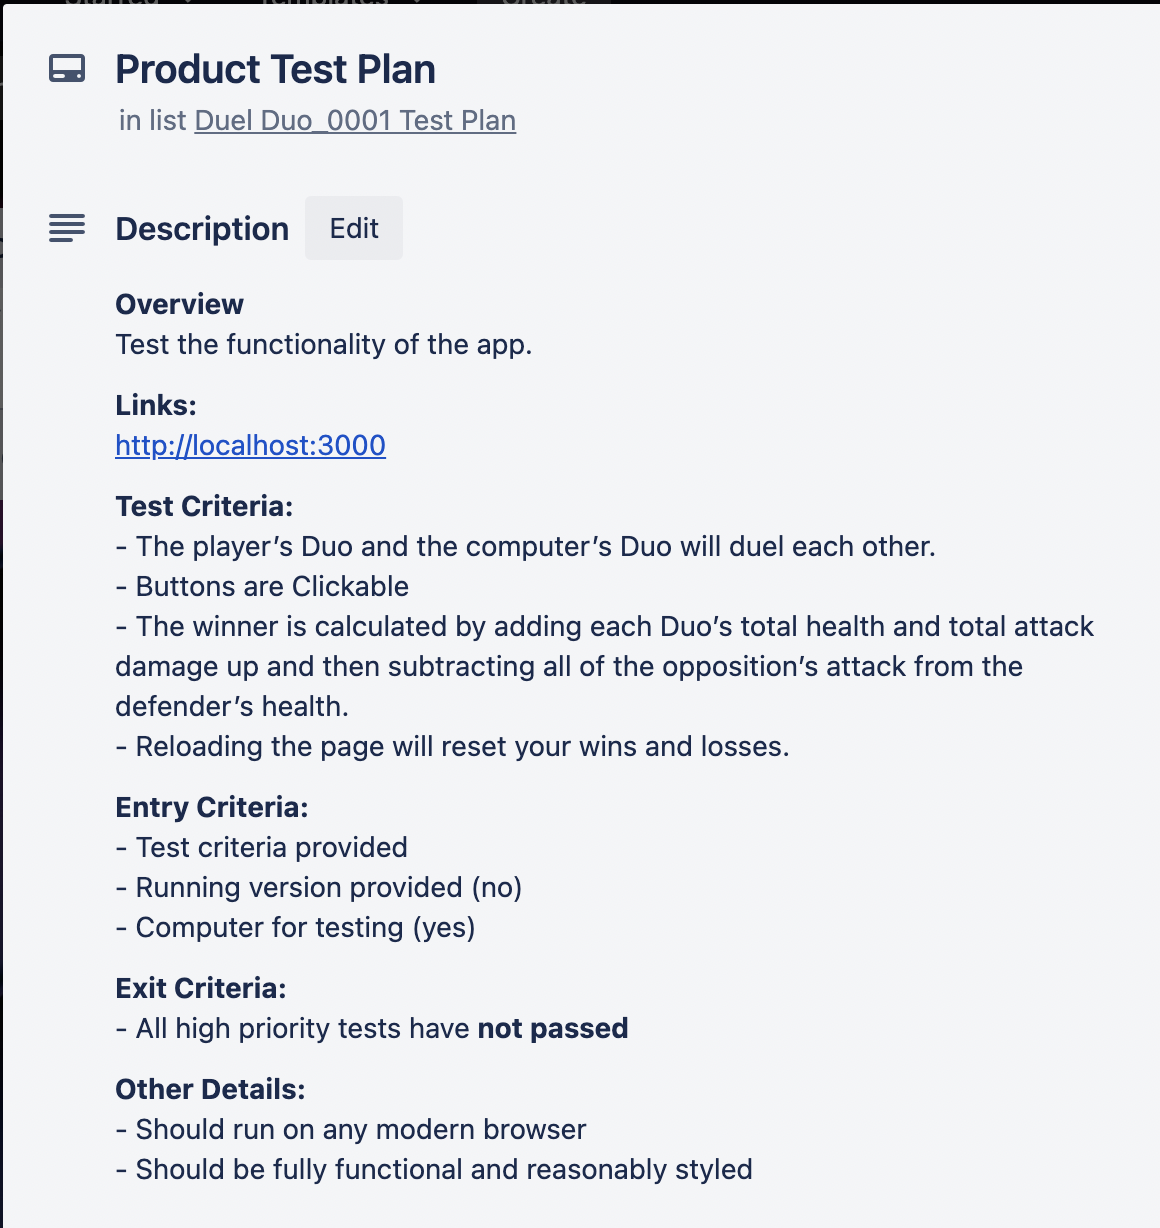 Product Test Plan
in list Duel Duo_0001 Test Plan
Description
Edit
Overview
Test the functionality of the app.
Links:
http://localhost:3000
Test Criteria:
- The player’s Duo and the computer’s Duo will duel each other.
- Buttons are Clickable
- The winner is calculated by adding each Duo’s total health and total attack
damage up and then subtracting all of the opposition’s attack from the
defender’s health.
- Reloading the page will reset your wins and losses.
Entry Criteria:
- Test criteria provided
- Running version provided (no)
- Computer for testing (yes)
Exit Criteria:
- All high priority tests have not passed
Other Details:
- Should run on any modern browser
- Should be fully functional and reasonably styled